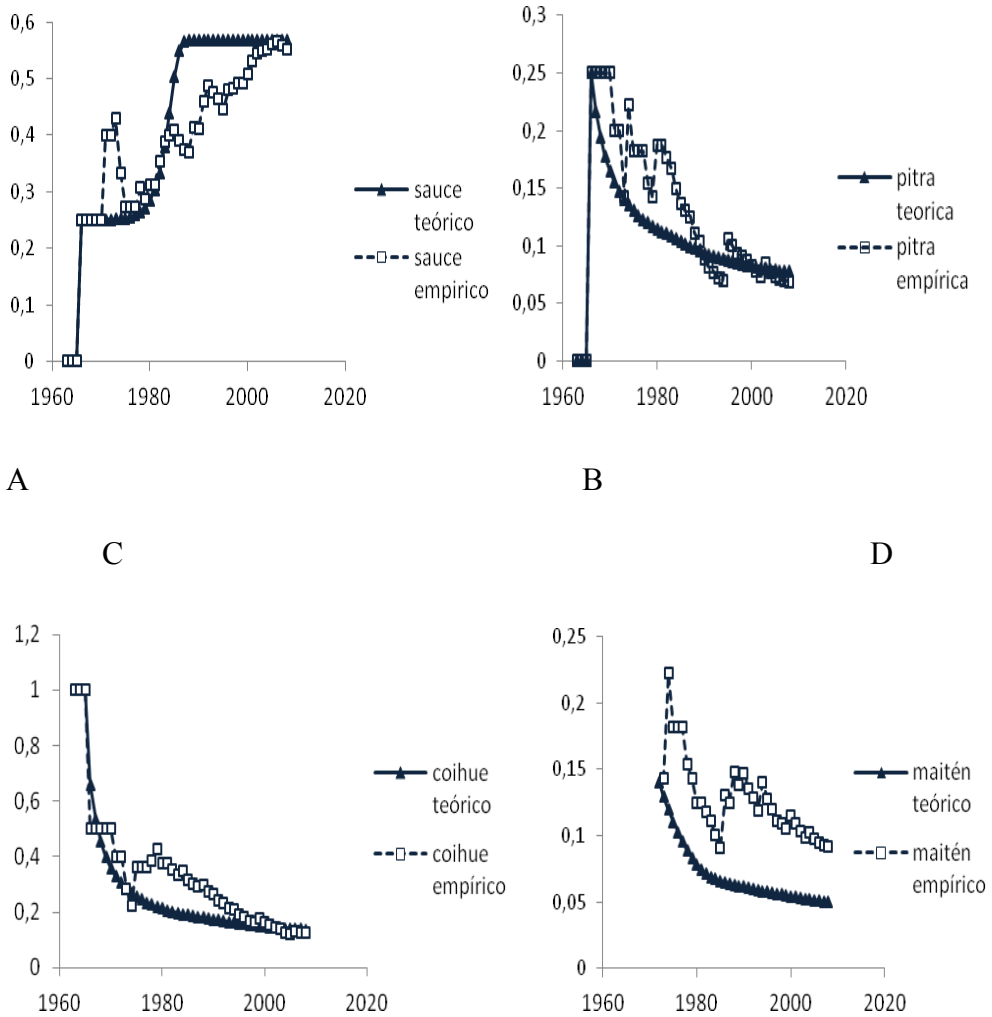 0,6
0,5
0,4
0,3
0,2
0,1
0
1960 1980 2000 2020
sauce
teórico
sauce
empirico
0,3
0,25
0,2
0,15
0,1
0,05
0
1960 1980 2000 2020
pitra
teorica
pitra
empírica
A B
C D
1,2
1
0,8
0,6
0,4
0,2
0
1960 1980 2000 2020
coihue
teórico
coihue
empírico
0,25
0,2
0,15
0,1
0,05
0
1960 1980 2000 2020
maitén
teórico
maitén
empírico